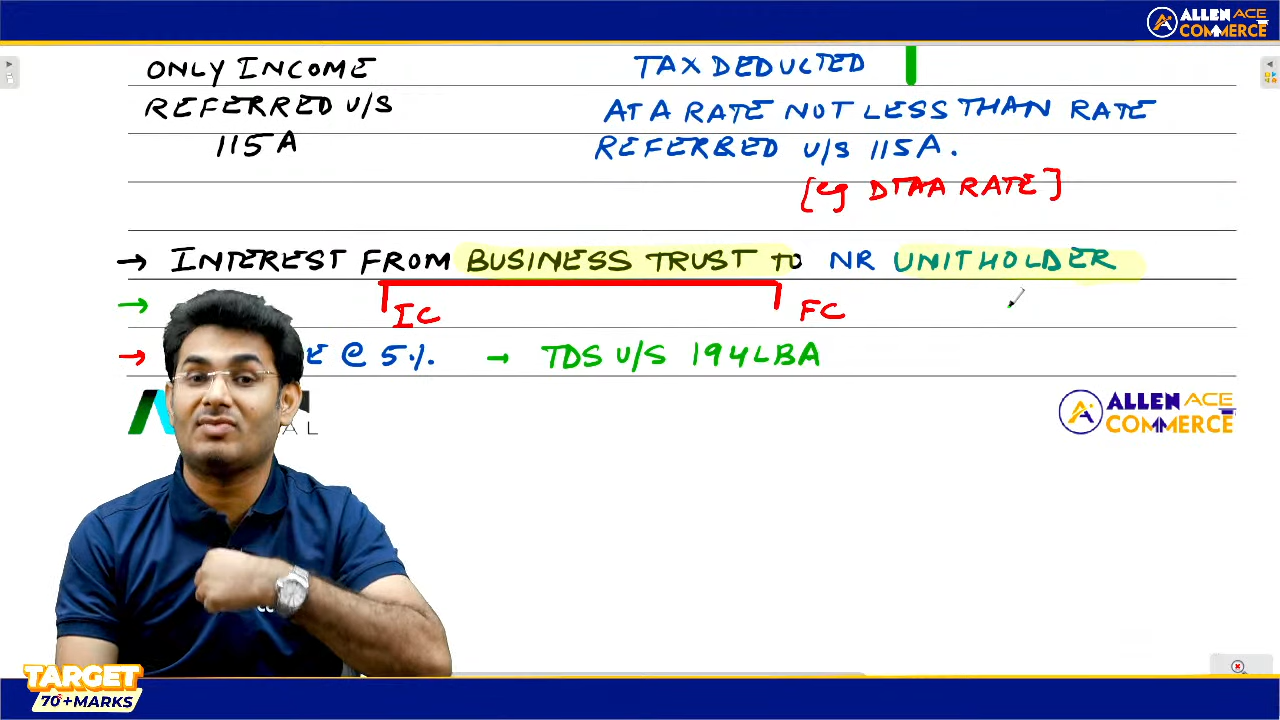 ALLEN ACE
COMMERCE
ONLY INCOME
REFERRED U/S
115A
TAX DEDUCTED
AT A RATE NOT LESS THAN RATE
REFERRED U/S 115A.
[eg DTAA RATE]
→ INTEREST FROM BUSINESS TRUST TO NR UNITHOLDER
→
IC FC
→ E @ 5%. → TDS U/S 194LBA
AL
ALLEN ACE
COMMERCE
TARGET
70+MARKS